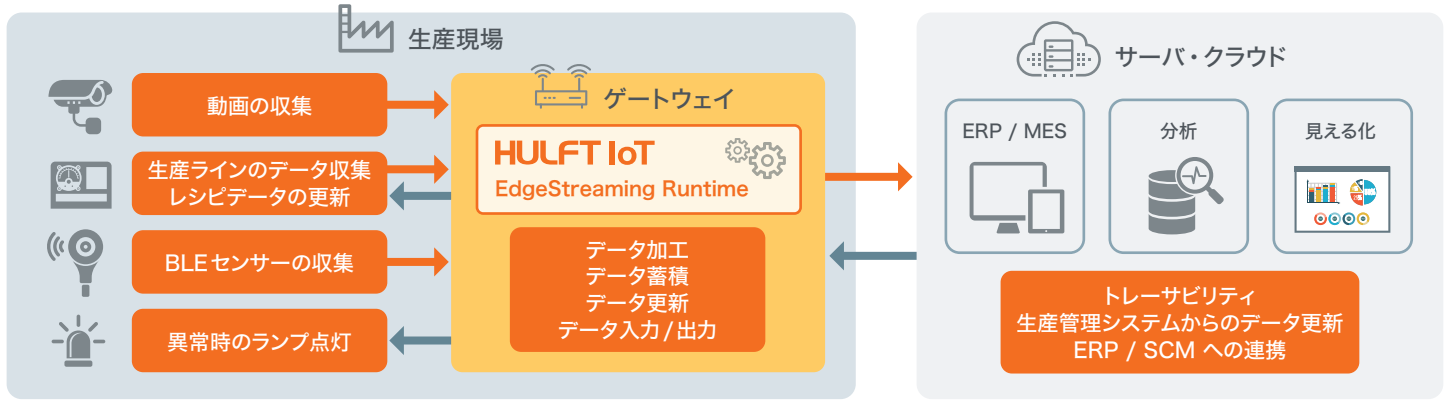 生産現場
動画の収集
生産ラインのデータ収集
レシピデータの更新
BLEセンサーの収集
異常時のランプ点灯
ゲートウェイ
HULFT IoT
EdgeStreaming Runtime
データ加工
データ蓄積
データ更新
データ入力/出力
サーバ・クラウド
ERP / MES
分析
見える化
トレーサビリティ
生産管理システムからのデータ更新
ERP / SCM への連携